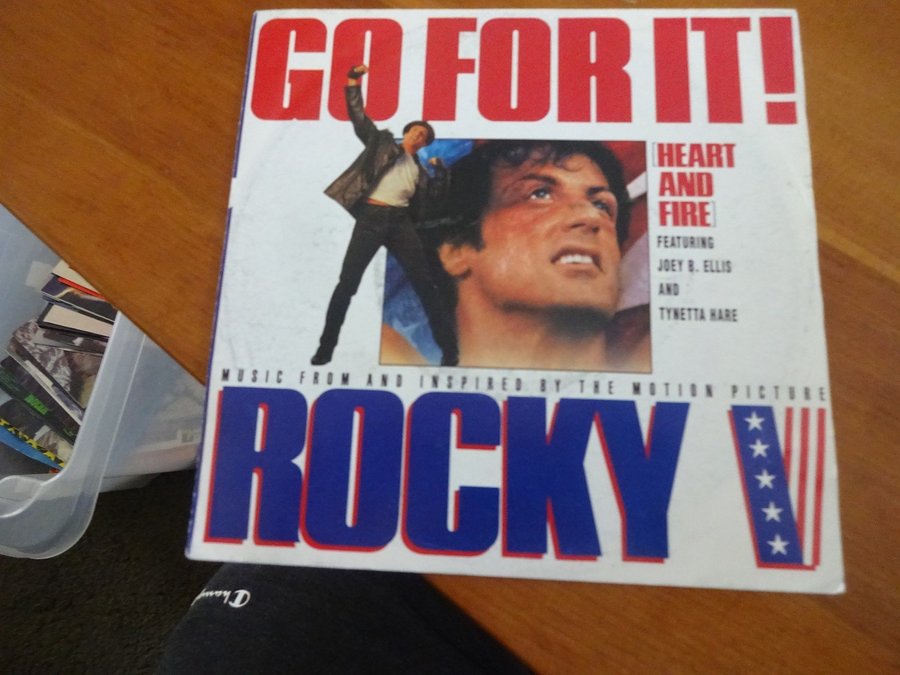 GO FOR IT!
[HEART
AND
FIRE]
FEATURING
JOEY B. ELLIS
AND
TYNETTA HARE
MUSIC FROM AND INSPIRED BY THE MOTION PICTURE
ROCKY V